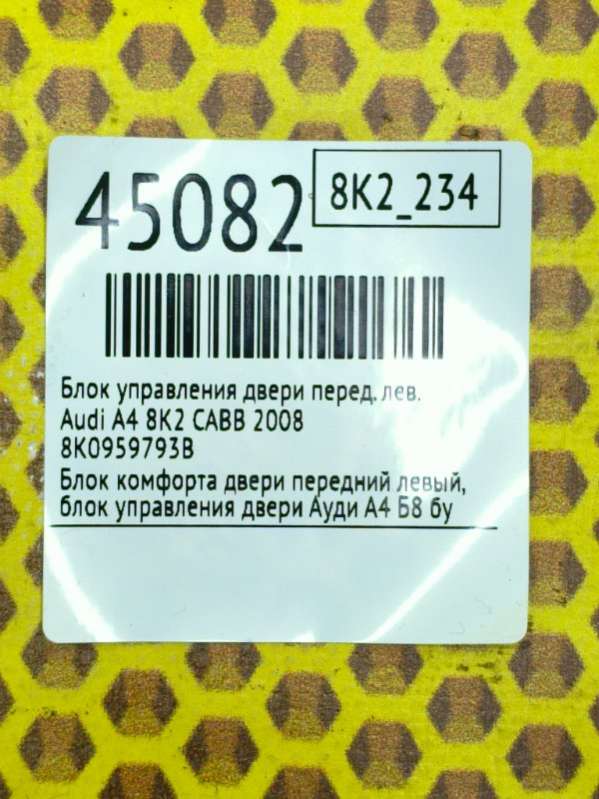 45082
8K2_234
Блок управления двери перед. лев.
Audi A4 8K2 CABB 2008
8K0959793B
Блок комфорта двери передний левый,
блок управления двери Ауди А4 Б8 бу